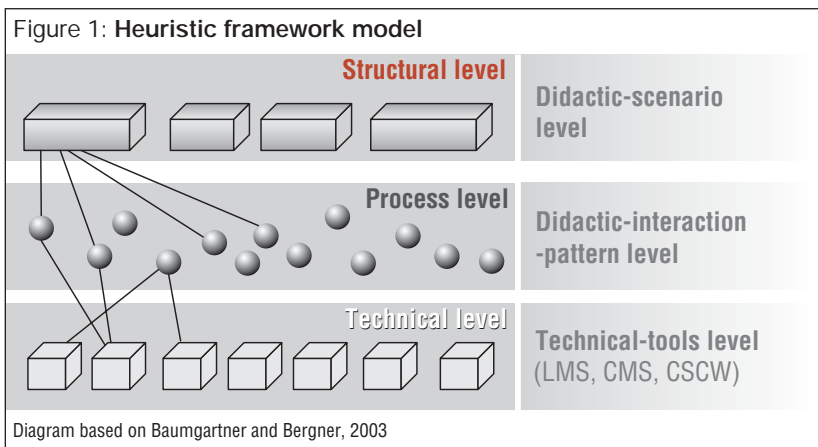 Figure 1: Heuristic framework model
Structural level
Didactic-scenario
level
Process level
Didactic-interaction
-pattern level
Technical level
Technical-tools level
(LMS, CMS, CSCW)
Diagram based on Baumgartner and Bergner, 2003